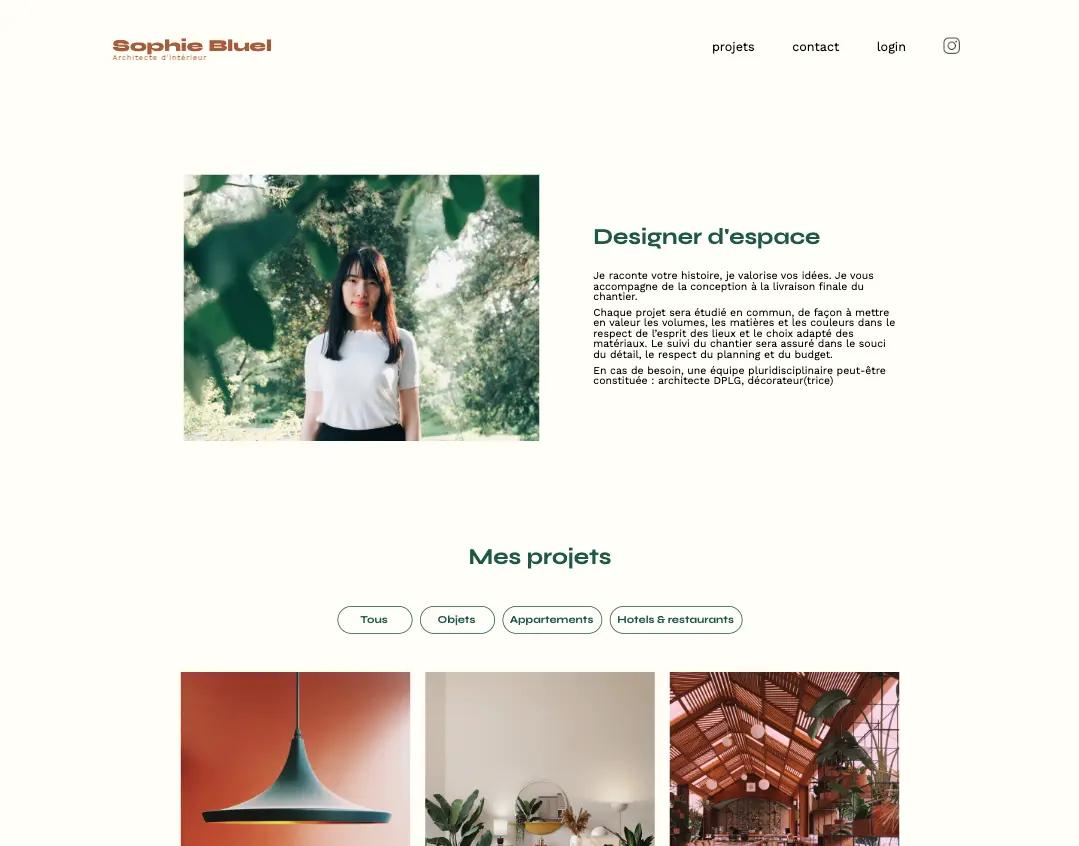 Sophie Bluel
Architecte d'intérieur
projets
contact
login
Designer d'espace
Je raconte votre histoire, je valorise vos idées. Je vous
accompagne de la conception à la livraison finale du
chantier.
Chaque projet sera étudié en commun, de façon à mettre
en valeur les volumes, les matières et les couleurs dans le
respect de l’esprit des lieux et le choix adapté des
matériaux. Le suivi du chantier sera assuré dans le souci
du détail, le respect du planning et du budget.
En cas de besoin, une équipe pluridisciplinaire peut-être
constituée : architecte DPLG, décorateur(trice)
Mes projets
Tous
Objets
Appartements
Hotels & restaurants